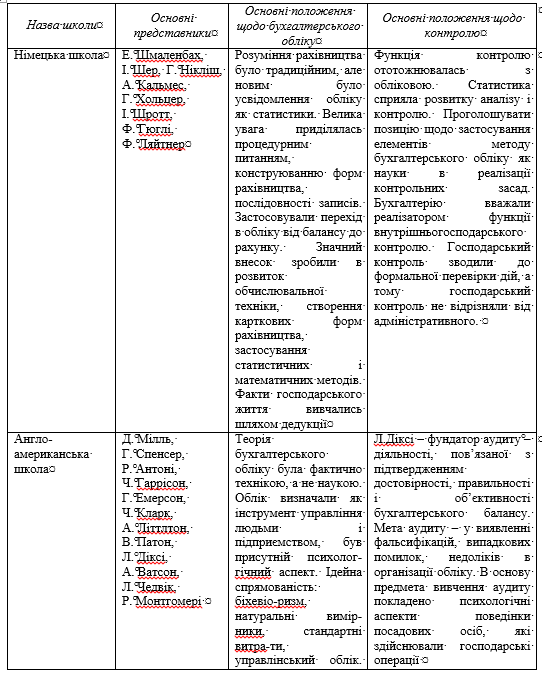 Назва школи
Основні представники
Основні положення щодо бухгалтерського обліку
Основні положення щодо контролю
Німецька школа
Е. Шмаленбах,
І. Шер, Г. Нікліш,
А. Кальмес,
Г. Хольцер,
І. Шротт,
Ф. Гюглі,
Ф. Ляйтнер
Розуміння рахівництва
було традиційним, але
новим було
усвідомлення обліку
як статистики. Велика
увага приділялась
процедурним
питанням,
конструюванню форм
рахівництва,
послідовності записів.
Застосовували перехід
в обліку від балансу до
рахунку. Значний
внесок зробили в
розвиток
обчислювальної
техніки, створення
карткових форм
рахівництва,
застосування
статистичних і
математичних методів.
Факти господарського
життя вивчались
шляхом дедукції
Функція контролю
ототожнювалась з
обліковою. Статистика
сприяла розвитку аналізу і
контролю. Проголошувати
позицію щодо застосування
елементів методу
бухгалтерського обліку як
науки в реалізації
контрольних засад.
Бухгалтерію вважали
реалізатором функції
внутрішньогосподарського
контролю. Господарський
контроль зводили до
формальної перевірки дій, а
тому господарський
контроль не відрізняли від
адміністративного.
Англо-
американська
школа
Д. Мілль,
Г. Спенсер,
Р. Антоні,
Ч. Гаррісон,
Г. Емерсон,
Ч. Кларк,
А. Літтлтон,
В. Патон,
Л. Діксі,
А. Ватсон,
Л. Чедвік,
Р. Монтгомері
Теорія
бухгалтерського
обліку була фактично
технікою, а не наукою.
Облік визначали як
інструмент управління
людьми і
підприємством, був
присутній психолог-
гічний аспект. Ідейна
спрямованість:
біхевіо-ризм,
натуральні вимір-
ники, стандартні
витра-ти,
управлінський облік.
Л.Діксі – фундатор аудиту –
діяльності, пов'язаної з
підтвердженням
достовірності, правильності
і об'єктивності
бухгалтерського балансу.
Мета аудиту – у виявленні
фальсифікацій, випадкових
помилок, недоліків в
організації обліку. В основу
предмета вивчення аудиту
покладено психологічні
аспекти поведінки
посадових осіб, які
здійснювали господарські
операції